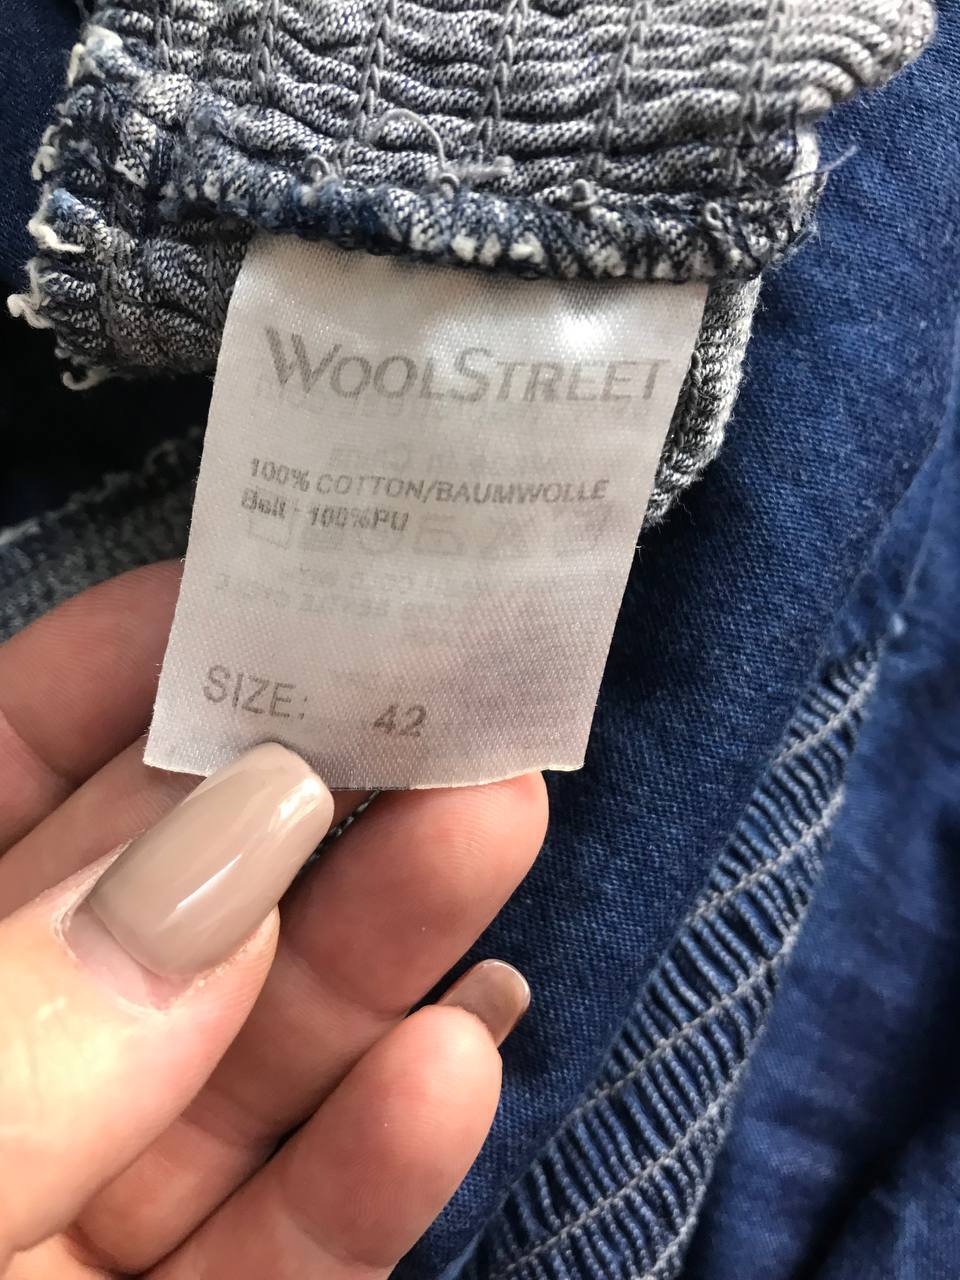 WOOLSTREET
100% COTTON/BAUMWOLLE
Belt - 100%PU
SIZE: 42